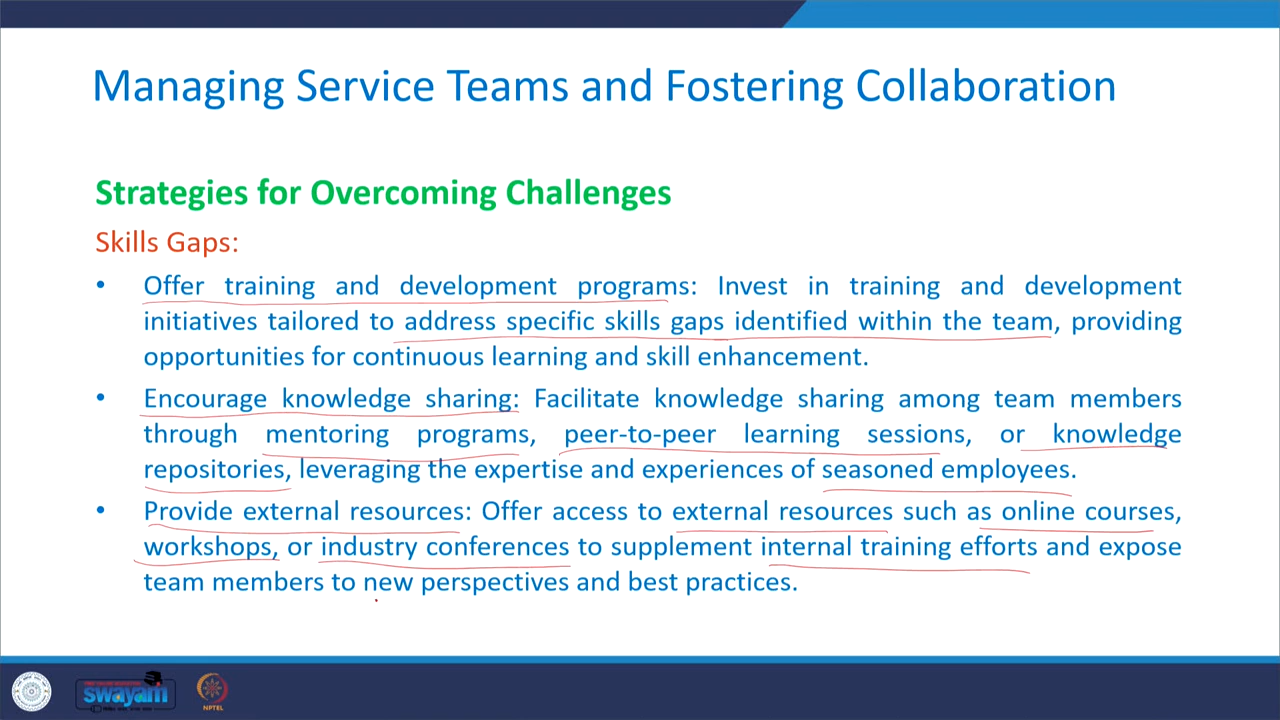 Managing Service Teams and Fostering Collaboration
Strategies for Overcoming Challenges
Skills Gaps:
• Offer training and development programs: Invest in training and development
initiatives tailored to address specific skills gaps identified within the team, providing
opportunities for continuous learning and skill enhancement.
• Encourage knowledge sharing: Facilitate knowledge sharing among team members
through mentoring programs, peer-to-peer learning sessions, or knowledge
repositories, leveraging the expertise and experiences of seasoned employees.
• Provide external resources: Offer access to external resources such as online courses,
workshops, or industry conferences to supplement internal training efforts and expose
team members to new perspectives and best practices.
swayam
NPTEL